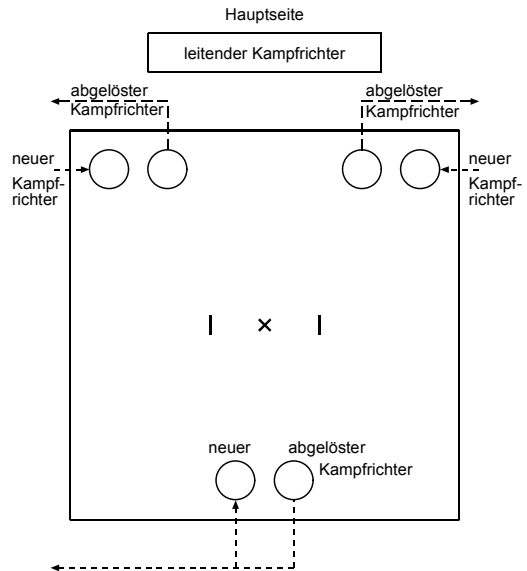 Hauptseite
leitender Kampfrichter
abgelöster
Kampfrichter
abgelöster
Kampfrichter
neuer
Kampf-
richter
neuer
Kampf-
richter
neuer
abgelöster
Kampfrichter